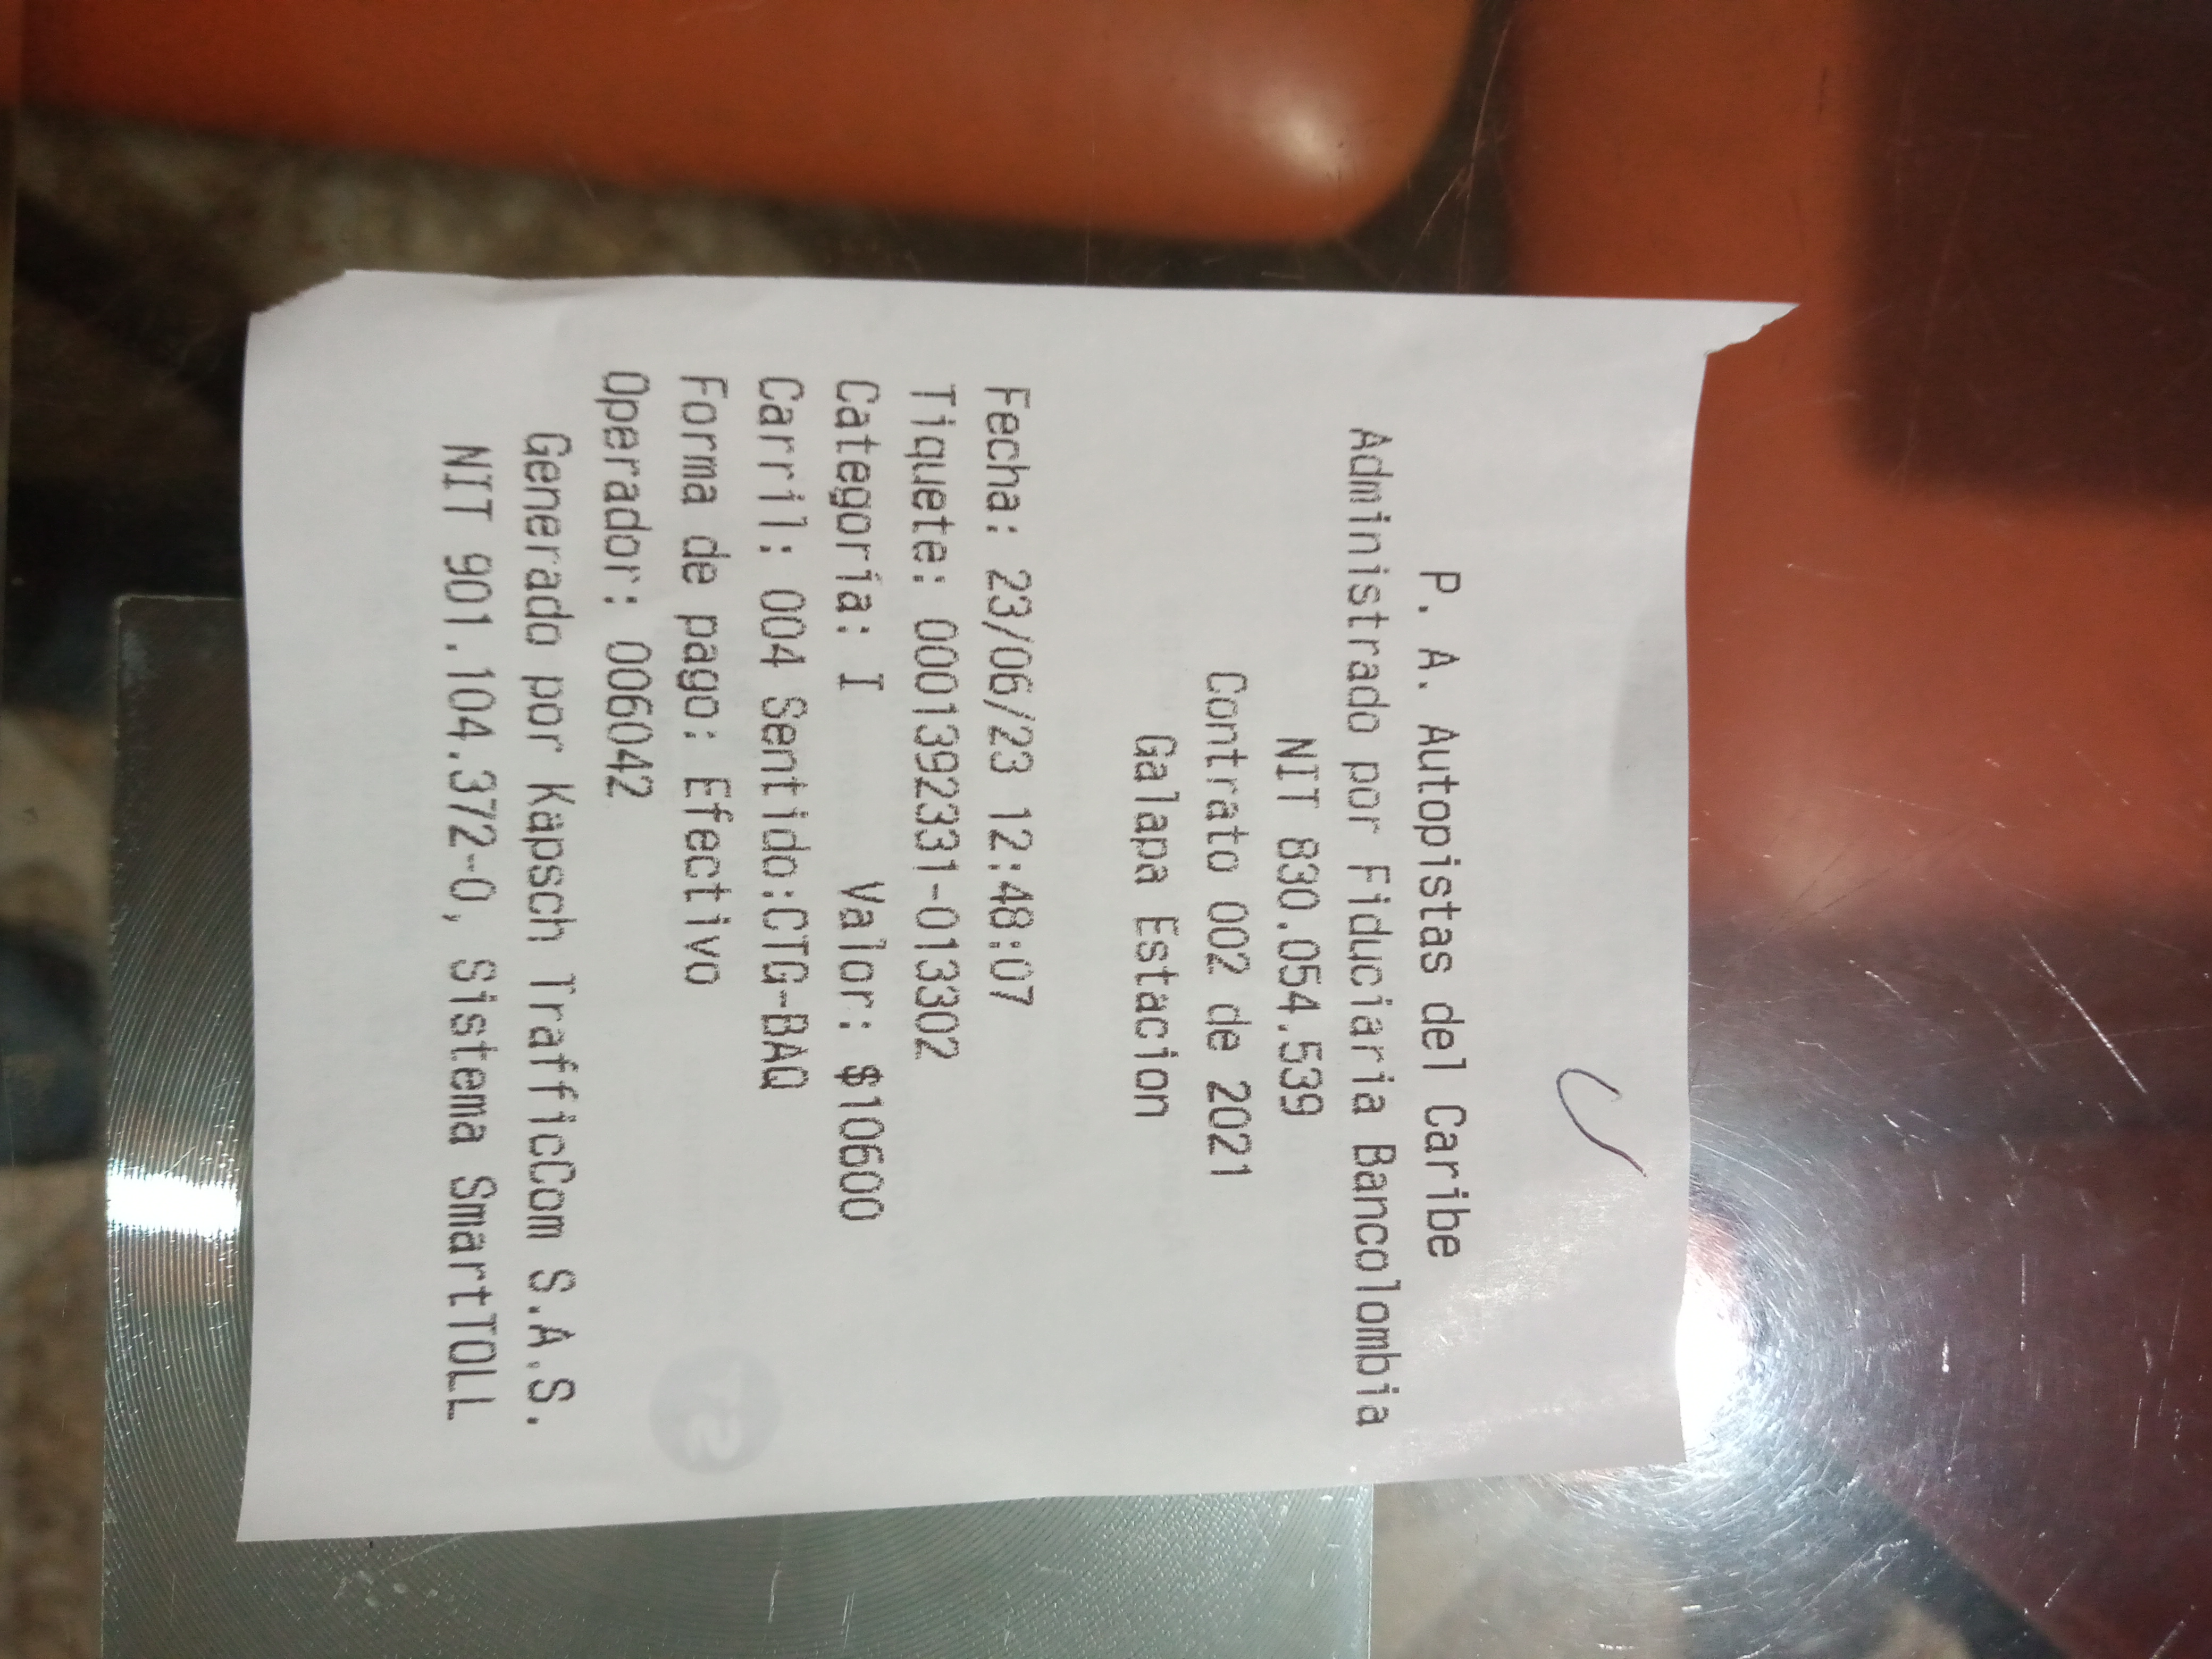 P. A. Autopistas del Caribe
Administrado por Fiduciaria Bancolombia
NIT 830.054.539
Contrato 002 de 2021
Galapa Estacion
Fecha: 23/06/23 12:48:07
Tiquete: 0001392331-013302
Categoría: I Valor: $10600
Carril: 004 Sentido:CTG-BAQ
Forma de pago: Efectivo
Operador: 006042
Generado por Kapsch TrafficCom S.A.S.
NIT 901.104.372-0, Sistema SmartTOLL